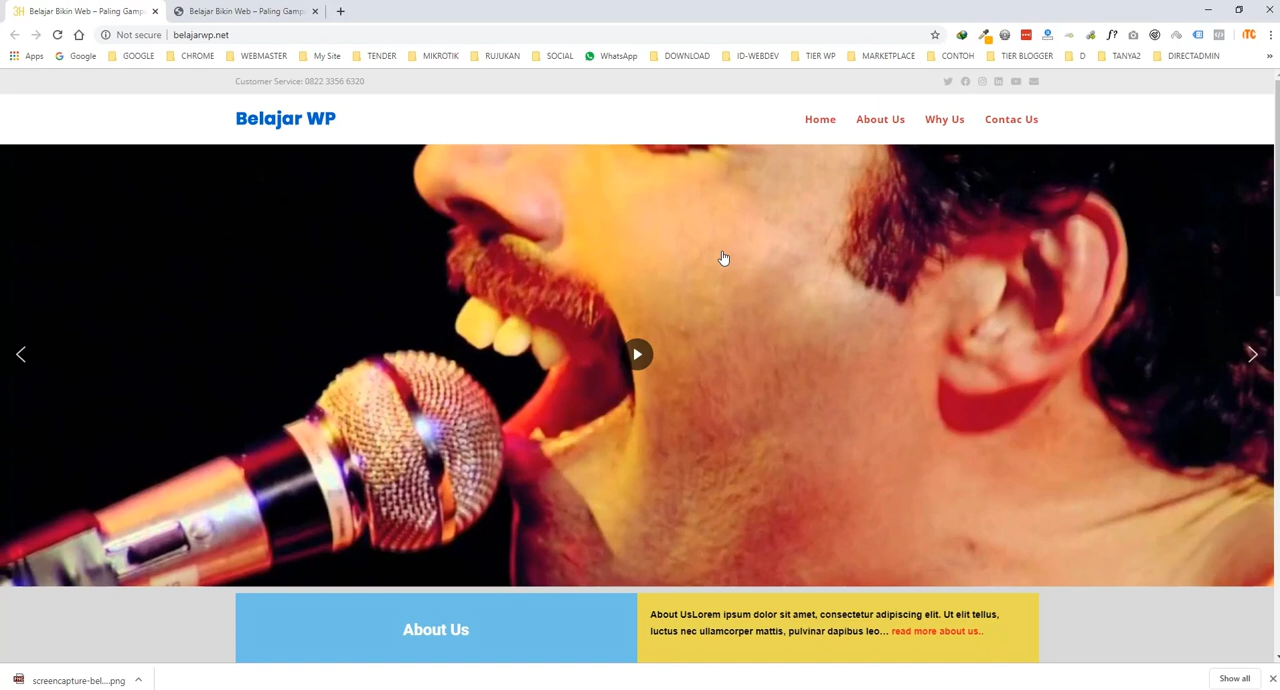 Belajar Bikin Web – Paling Gamp
Belajar Bikin Web – Paling Gamp
Not secure
belajarwp.net
Apps
Google
GOOGLE
CHROME
WEBMASTER
My Site
TENDER
MIKROTIK
RUJUKAN
SOCIAL
WhatsApp
DOWNLOAD
ID-WEBDEV
TIER WP
MARKETPLACE
CONTOH
TIER BLOGGER
D
TANYA2
DIRECTADMIN
Customer Service: 0822 3356 6320
Belajar WP
Home
About Us
Why Us
Contac Us
About Us
About UsLorem ipsum dolor sit amet, consectetur adipiscing elit. Ut elit tellus,
luctus nec ullamcorper mattis, pulvinar dapibus leo... read more about us..
screencapture-bel....png
Show all